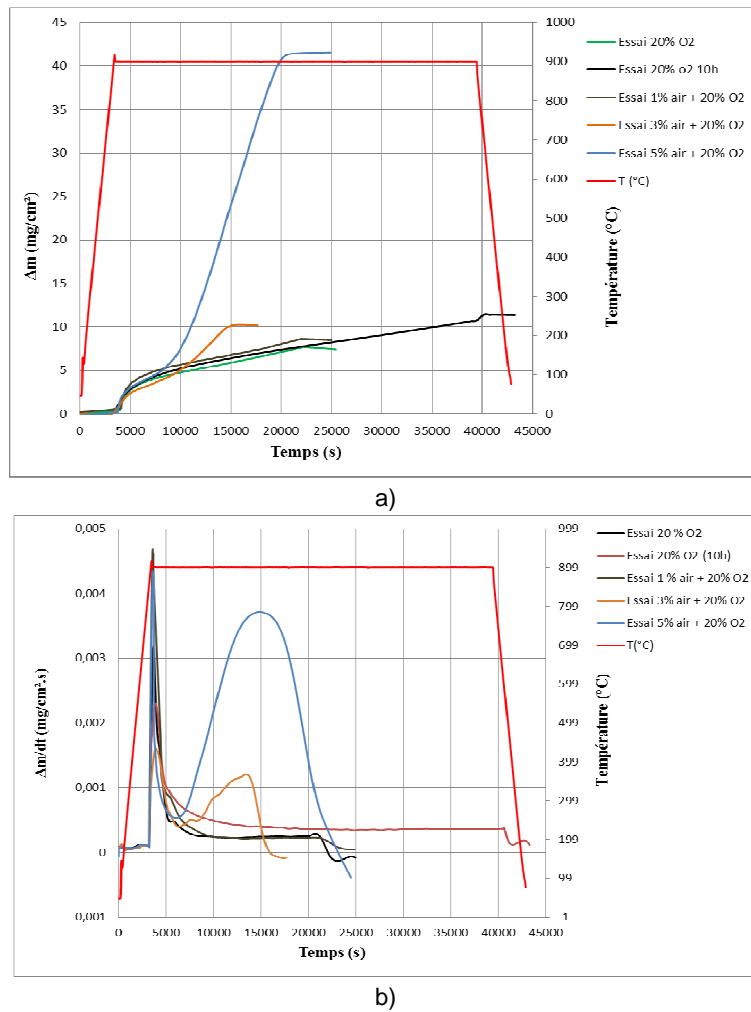 45
40
35
30
25
20
15
10
5
0
Δm (mg/cm²)
0 5000 10000 15000 20000 25000 30000 35000 40000 45000
Temps (s)
1000
900
800
700
600
500
400
300
200
100
0
Température (°C)
Essai 20% O2
Essai 20% o2 10h
Essai 1% air + 20% O2
Essai 3% air + 20% O2
Essai 5% air + 20% O2
T (°C)
a)
0,005
0,004
0,003
0,002
0,001
0
0,001
Δm/dt (mg/cm².s)
0 5000 10000 15000 20000 25000 30000 35000 40000 45000
Temps (s)
999
899
799
699
599
499
399
299
199
99
1
Température (°C)
Essai 20 % O2
Essai 20% O2 (10h)
Essai 1 % air + 20% O2
Essai 3% air + 20% O2
Essai 5% air + 20% O2
T(°C)
b)